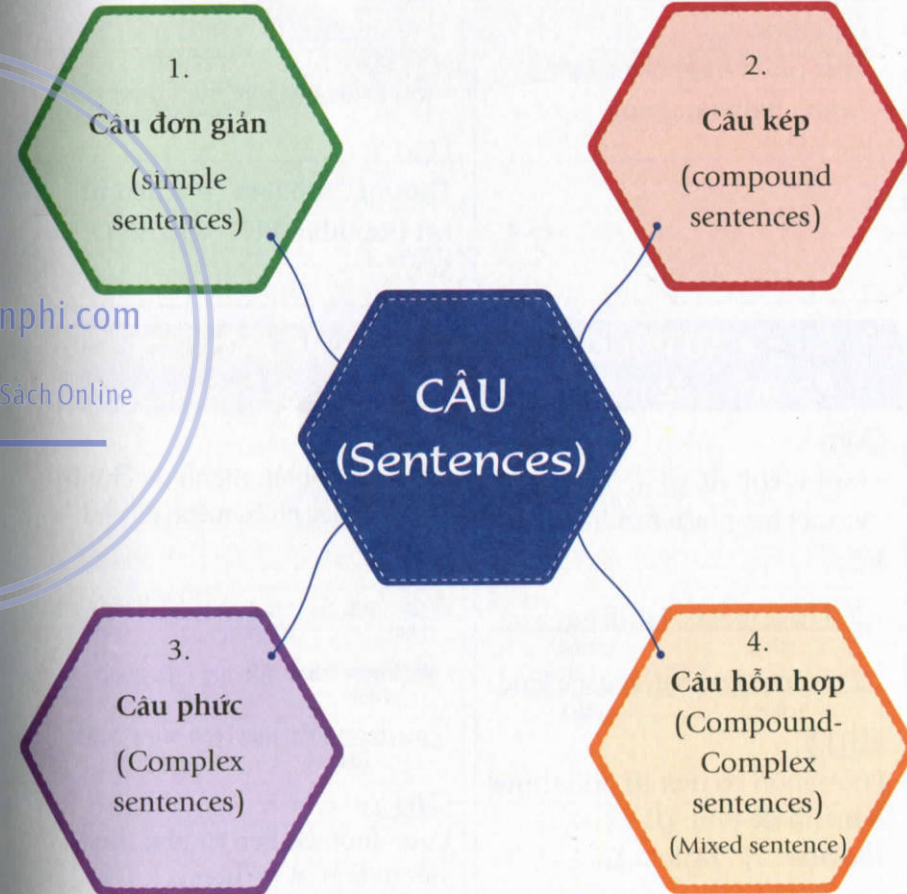 1.
Câu đơn giản
(simple
sentences)
2.
Câu kép
(compound
sentences)
nphi.com
Sách Online
CÂU
(Sentences)
3.
Câu phức
(Complex
sentences)
4.
Câu hỗn hợp
(Compound-
Complex
sentences)
(Mixed sentence)